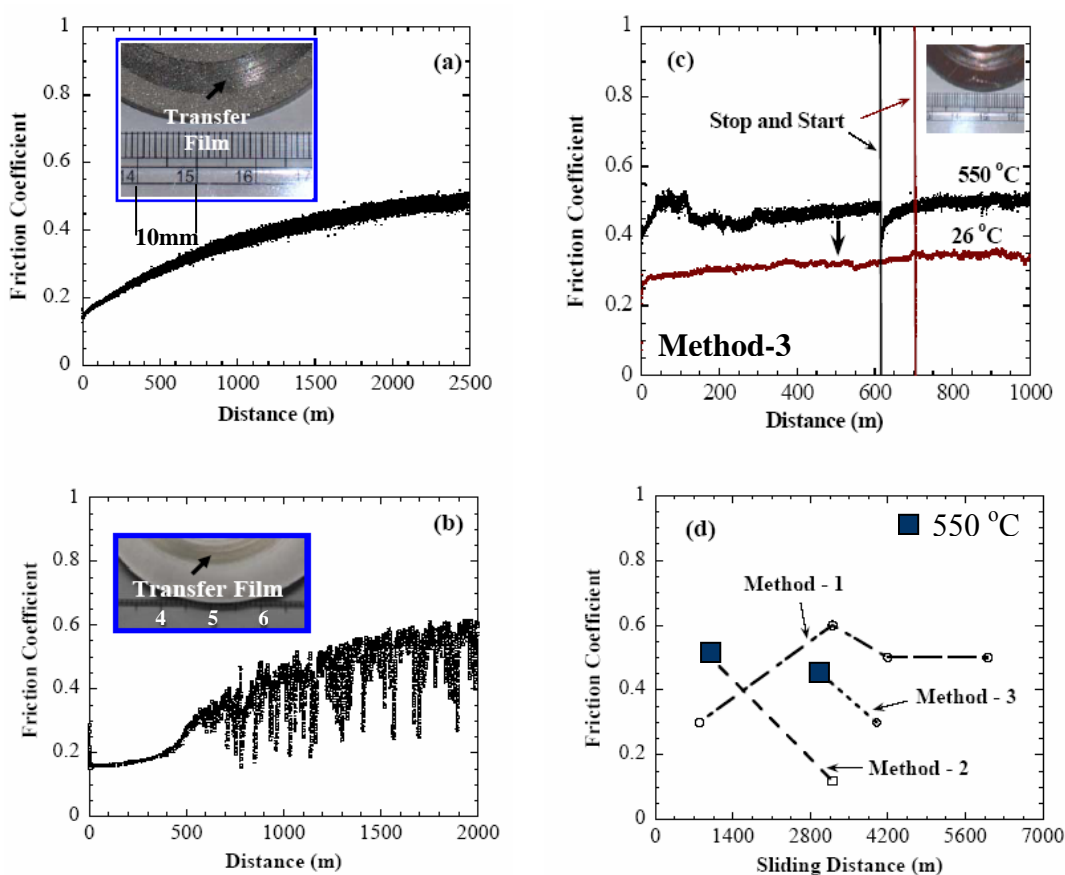 (a)
Friction Coefficient
1
0.8
0.6
0.4
0.2
0
Transfer
Film
14 15 16 17
10mm
0 500 1000 1500 2000 2500
Distance (m)
(c)
Friction Coefficient
1
0.8
0.6
0.4
0.2
0
Stop and Start
550 °C
26 °C
Method-3
0 200 400 600 800 1000
Distance (m)
(b)
Friction Coefficient
1
0.8
0.6
0.4
0.2
0
Transfer Film
4 5 6
0 500 1000 1500 2000
Distance (m)
(d)
550 °C
Friction Coefficient
1
0.8
0.6
0.4
0.2
0
Method - 1
Method - 3
Method - 2
0 1400 2800 4200 5600 7000
Sliding Distance (m)